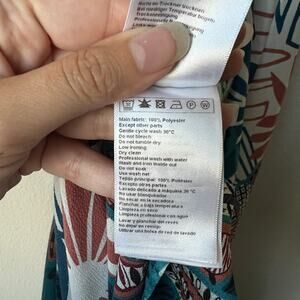 Nicht im Trockner trocknen
Bei niedriger Temperatur bügeln
Trockenreinigung
Professionelle
Links wa
Main fabric: 100% Polyester
Except other parts
Gentle cycle wash 30°C
Do not bleach
Do not tumble dry
Low ironing
Dry clean
Professional wash with water
Wash and iron inside out
Do not soak
Use wash net
Tejido principal: 100% Poliéster
Excepto otras partes
Lavado delicado a máquina 30 °C
No usar blanqueador
No secar en la secadora
Planchar a baja temperatura
Limpieza en seco
Limpieza profesional con agua
Lavar y planchar del revés
No dejar en remojo
Utilizar una bolsa de red de lavado